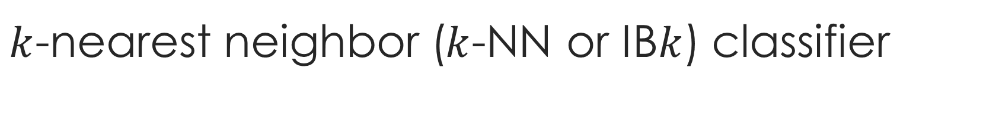 k-nearest neighbor (k-NN or IBk) classifier